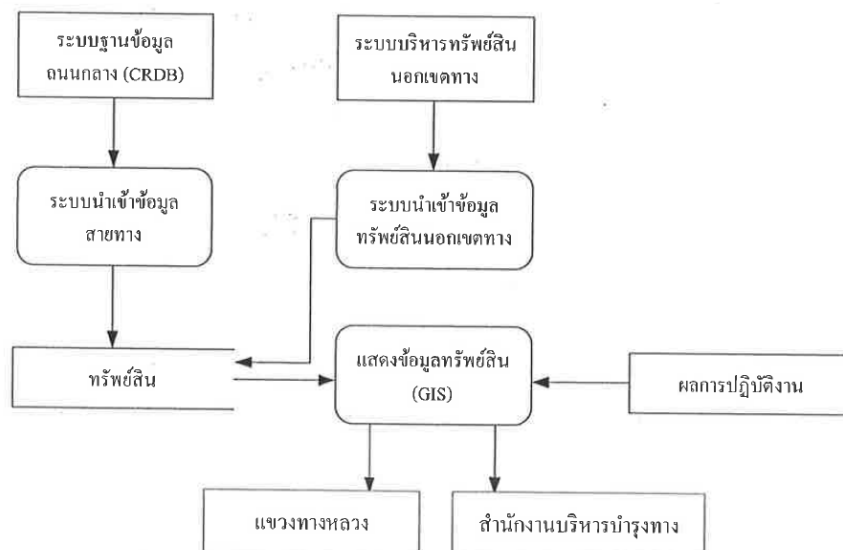 ระบบฐานข้อมูล
ถนนกลาง (CRDB)
ระบบบริหารทรัพย์สิน
นอกเขตทาง
ระบบนำเข้าข้อมูล
สายทาง
ระบบนำเข้าข้อมูล
ทรัพย์สินนอกเขตทาง
ทรัพย์สิน
แสดงข้อมูลทรัพย์สิน
(GIS)
ผลการปฏิบัติงาน
แขวงทางหลวง
สำนักงานบริหารบำรุงทาง